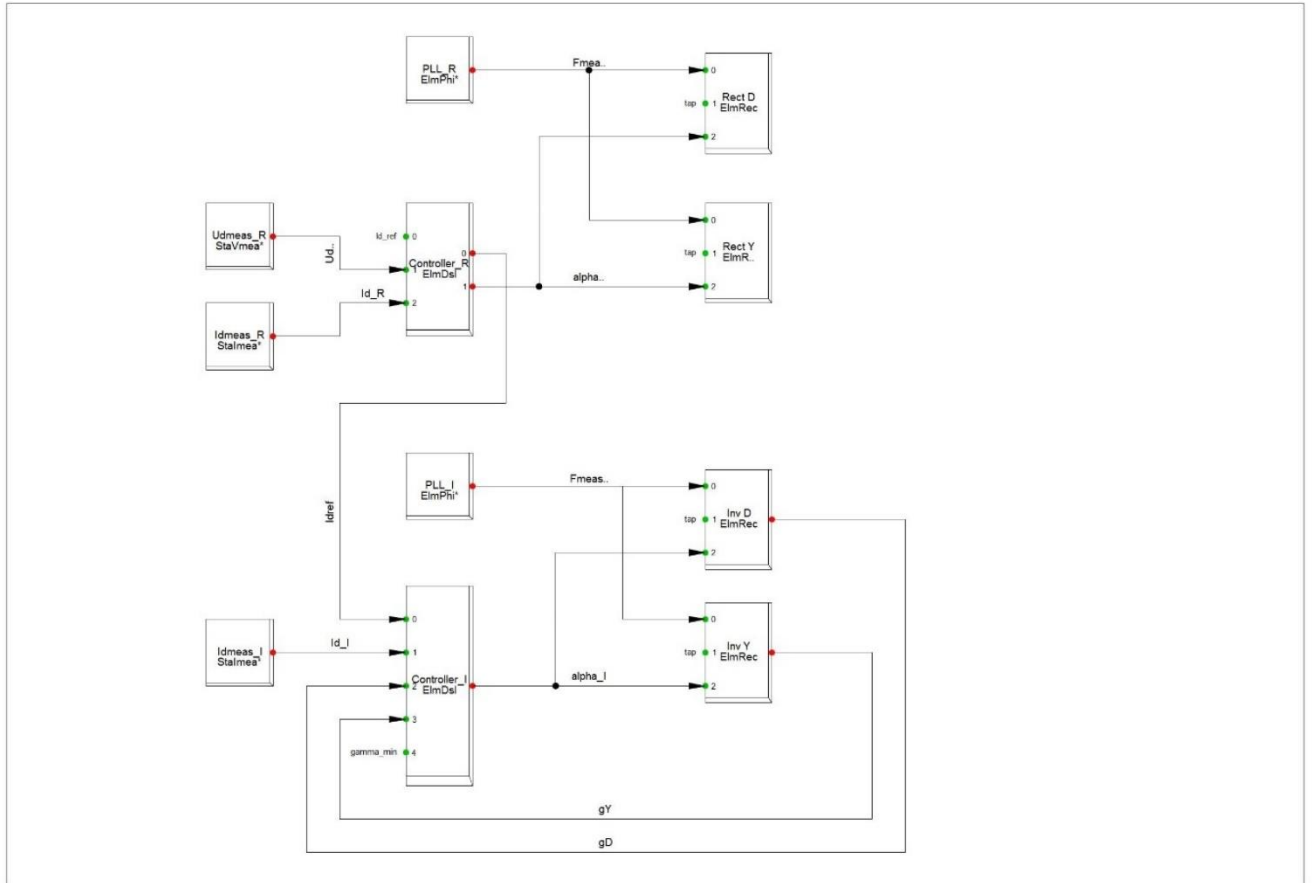 PLL_R
ElmPhi*
Fmea..
0
tap 1
2
Rect D
ElmRec
Udmeas_R
StaVmea*
Ud..
Idmeas_R
StaImea*
Id_R
Id_ref 0
1
2
Controller_R
ElmDsl
0
1
alpha..
0
tap 1
2
Rect Y
ElmR..
Idref
PLL_I
ElmPhi*
Fmeas..
0
tap 1
2
Inv D
ElmRec
Idmeas_I
StaImea*
Id_I
0
1
2
3
gamma_min 4
Controller_I
ElmDsl
alpha_I
0
tap 1
2
Inv Y
ElmRec
gY
gD